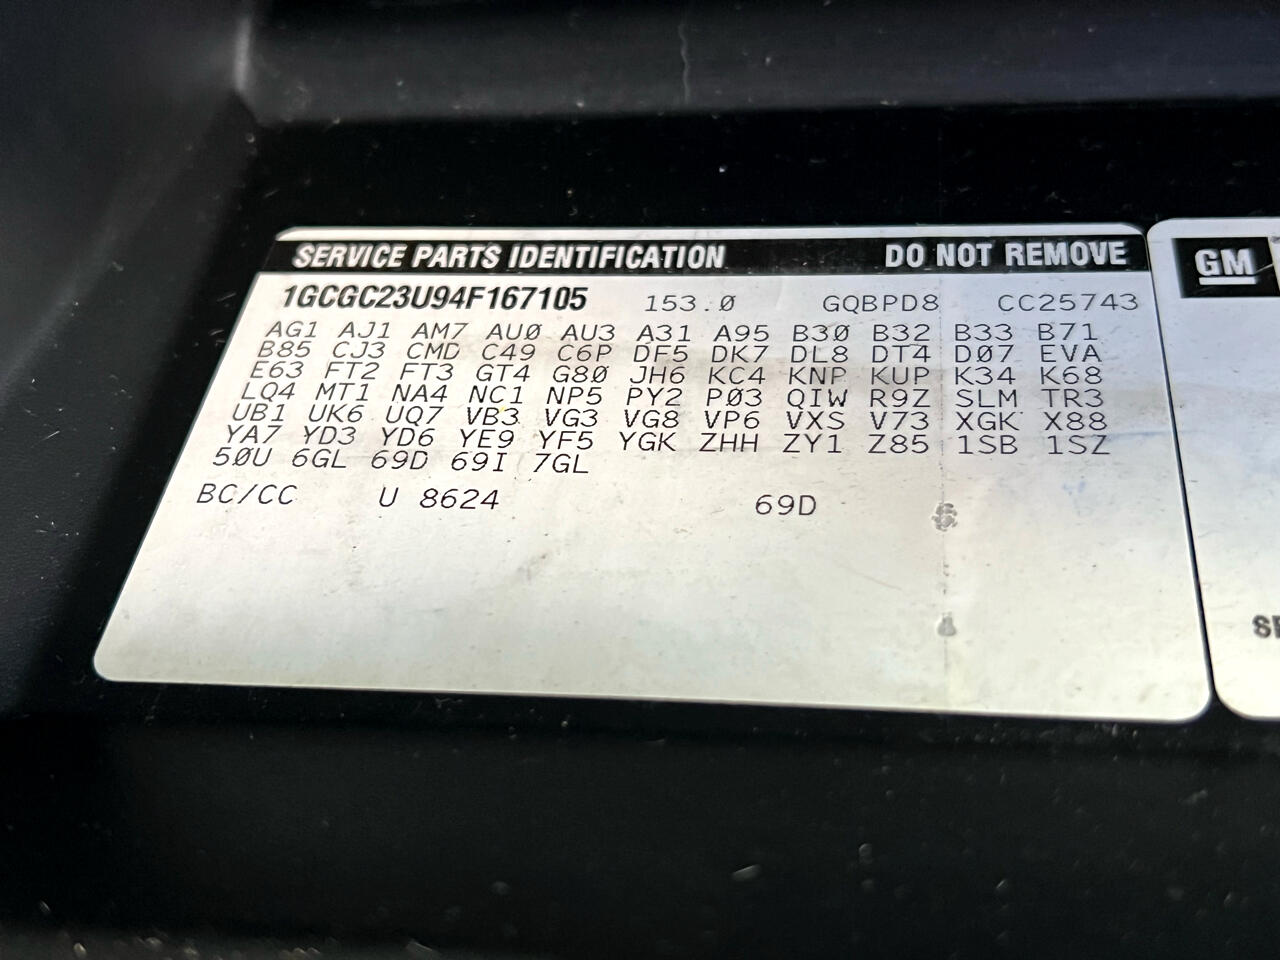 SERVICE PARTS IDENTIFICATION DO NOT REMOVE
1GCGC23U94F167105 153.0 GQBPD8 CC25743
AG1 AJ1 AM7 AU0 AU3 A31 A95 B30 B32 B33 B71
B85 CJ3 CMD C49 C6P DF5 DK7 DL8 DT4 D07 EVA
E63 FT2 FT3 GT4 G80 JH6 KC4 KNP KUP K34 K68
LQ4 MT1 NA4 NC1 NP5 PY2 P03 QIW R9Z SLM TR3
UB1 UK6 UQ7 VB3 VG3 VG8 VP6 VXS V73 XGK X88
YA7 YD3 YD6 YE9 YF5 YGK ZHH ZY1 Z85 1SB 1SZ
50U 6GL 69D 69I 7GL
BC/CC U 8624 69D
GM